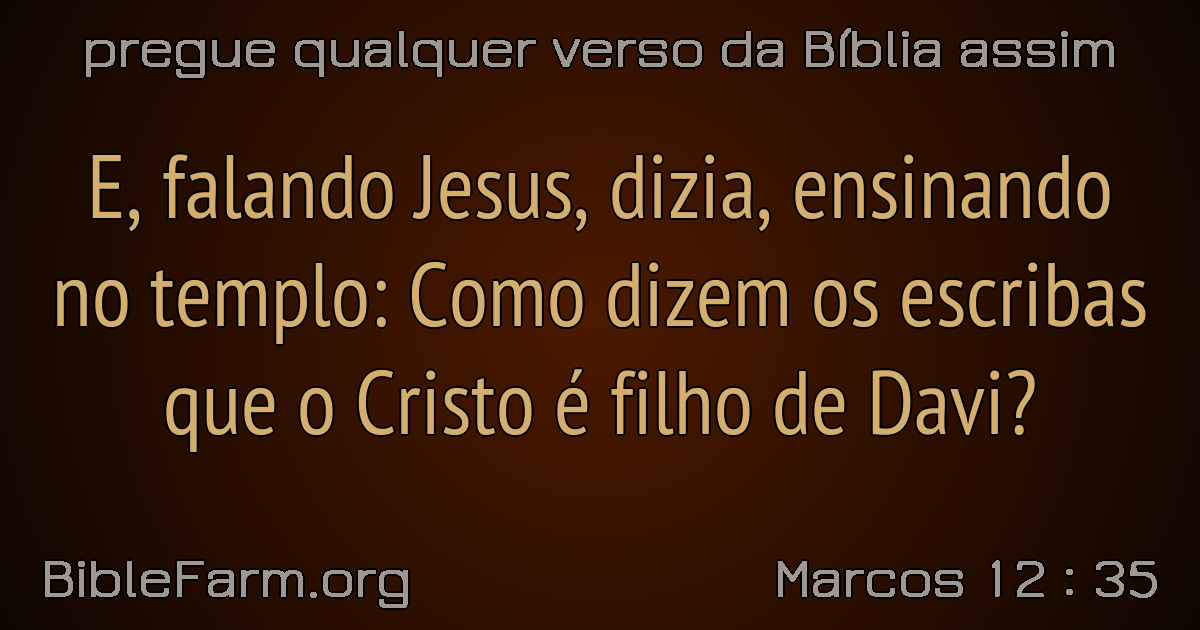 pregue qualquer verso da Bíblia assim
E, falando Jesus, dizia, ensinando
no templo: Como dizem os escribas
que o Cristo é filho de Davi?
BibleFarm.org
Marcos 12 : 35